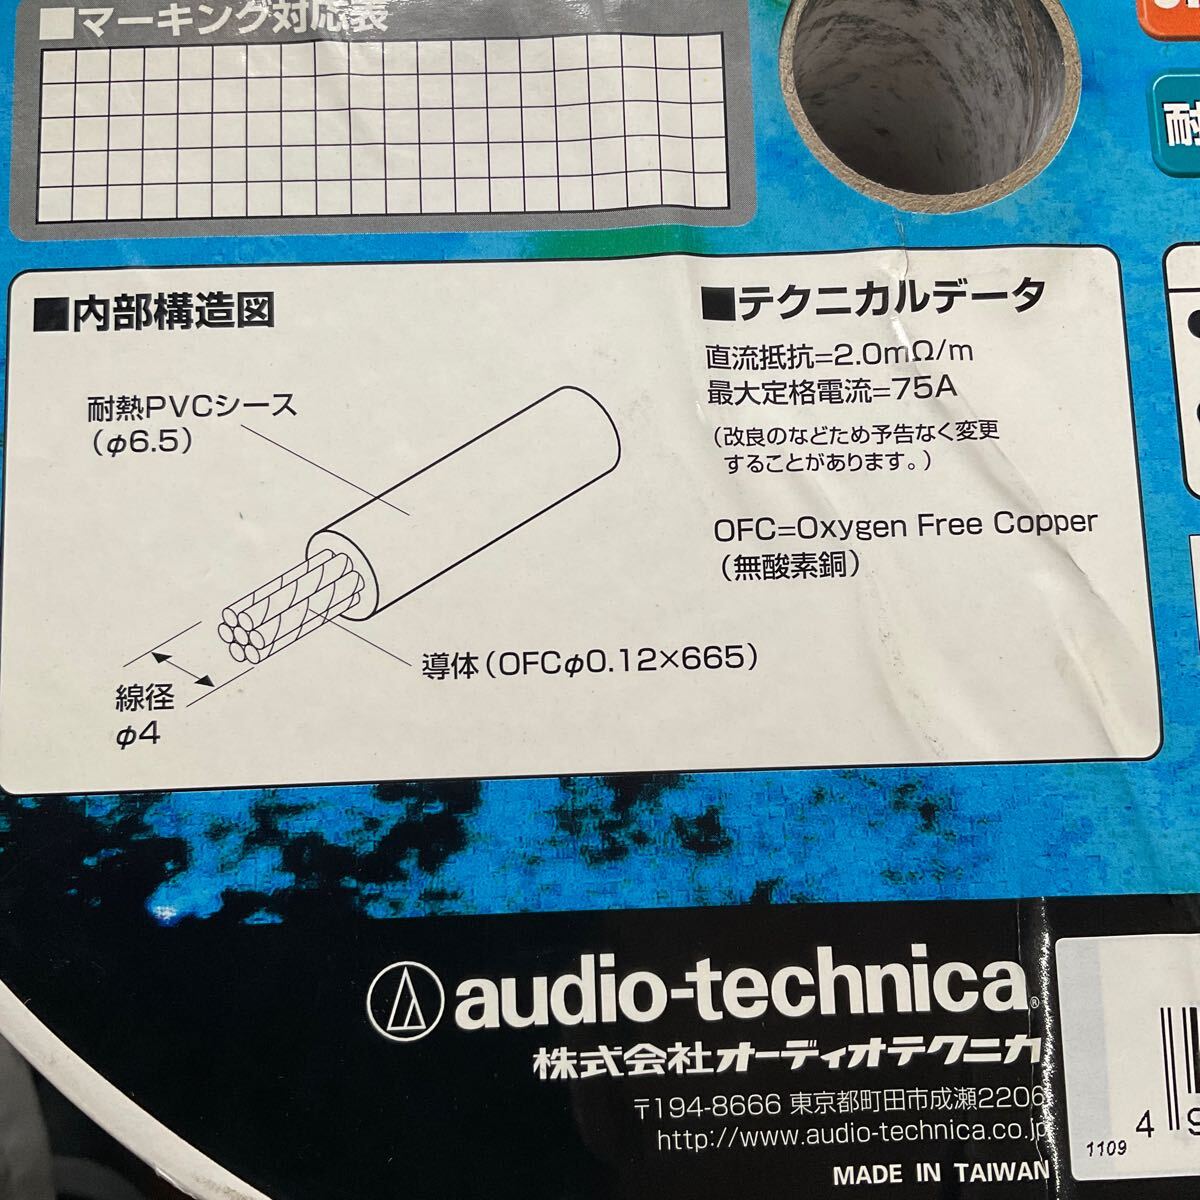 ■マーキング対応表
耐
■内部構造図
耐熱PVCシース
(φ6.5)
導体(OFCφ0.12×665)
線径
φ4
■テクニカルデータ
直流抵抗=2.0mΩ/m
最大定格電流=75A
(改良のなどため予告なく変更
することがあります。)
OFC=Oxygen Free Copper
(無酸素銅)
audio-technica®
株式会社オーディオテクニカ
〒194-8666 東京都町田市成瀬2206
http://www.audio-technica.co.jp
MADE IN TAIWAN
1109
4 9